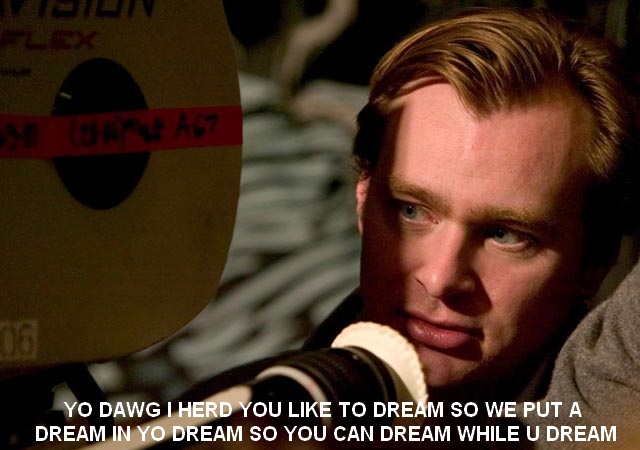 VISION
FLEX
A67
06
YO DAWG I HERD YOU LIKE TO DREAM SO WE PUT A
DREAM IN YO DREAM SO YOU CAN DREAM WHILE U DREAM